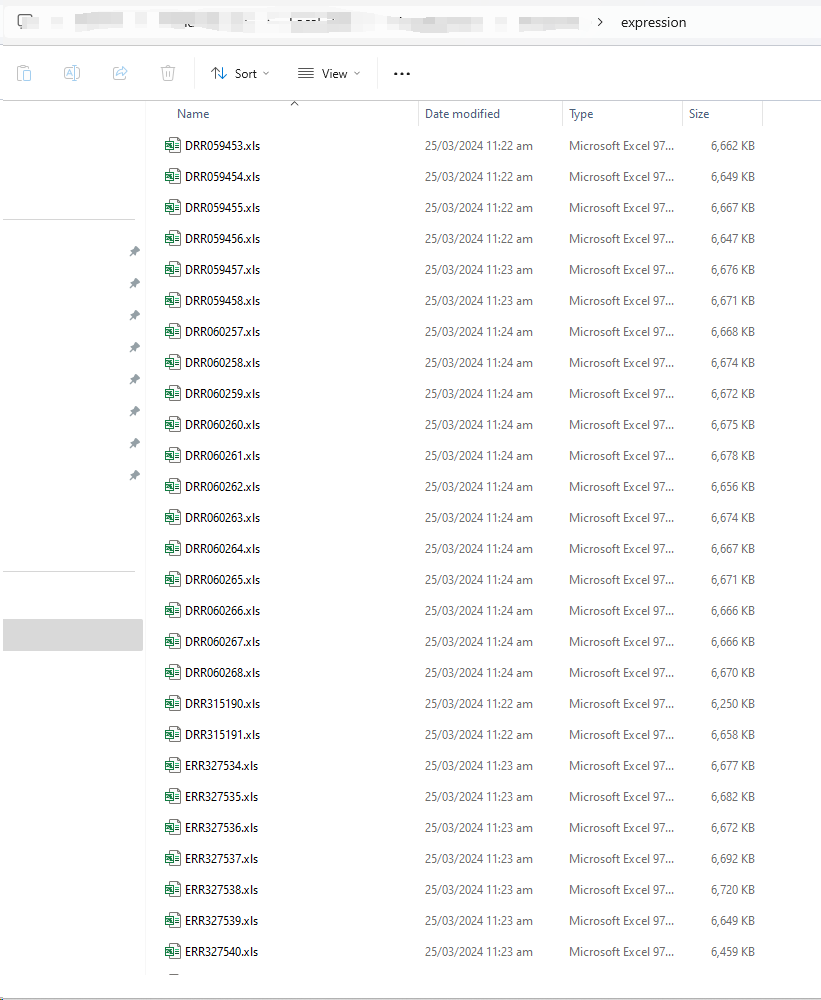 expression
Sort View
Name Date modified Type Size
DRR059453.xls 25/03/2024 11:22 am Microsoft Excel 97... 6,662 KB
DRR059454.xls 25/03/2024 11:22 am Microsoft Excel 97... 6,649 KB
DRR059455.xls 25/03/2024 11:22 am Microsoft Excel 97... 6,667 KB
DRR059456.xls 25/03/2024 11:22 am Microsoft Excel 97... 6,647 KB
DRR059457.xls 25/03/2024 11:23 am Microsoft Excel 97... 6,676 KB
DRR059458.xls 25/03/2024 11:23 am Microsoft Excel 97... 6,671 KB
DRR060257.xls 25/03/2024 11:24 am Microsoft Excel 97... 6,668 KB
DRR060258.xls 25/03/2024 11:24 am Microsoft Excel 97... 6,674 KB
DRR060259.xls 25/03/2024 11:24 am Microsoft Excel 97... 6,672 KB
DRR060260.xls 25/03/2024 11:24 am Microsoft Excel 97... 6,675 KB
DRR060261.xls 25/03/2024 11:24 am Microsoft Excel 97... 6,678 KB
DRR060262.xls 25/03/2024 11:24 am Microsoft Excel 97... 6,656 KB
DRR060263.xls 25/03/2024 11:24 am Microsoft Excel 97... 6,674 KB
DRR060264.xls 25/03/2024 11:24 am Microsoft Excel 97... 6,667 KB
DRR060265.xls 25/03/2024 11:24 am Microsoft Excel 97... 6,671 KB
DRR060266.xls 25/03/2024 11:24 am Microsoft Excel 97... 6,666 KB
DRR060267.xls 25/03/2024 11:24 am Microsoft Excel 97... 6,666 KB
DRR060268.xls 25/03/2024 11:24 am Microsoft Excel 97... 6,670 KB
DRR315190.xls 25/03/2024 11:22 am Microsoft Excel 97... 6,250 KB
DRR315191.xls 25/03/2024 11:22 am Microsoft Excel 97... 6,658 KB
ERR327534.xls 25/03/2024 11:23 am Microsoft Excel 97... 6,677 KB
ERR327535.xls 25/03/2024 11:23 am Microsoft Excel 97... 6,682 KB
ERR327536.xls 25/03/2024 11:23 am Microsoft Excel 97... 6,672 KB
ERR327537.xls 25/03/2024 11:23 am Microsoft Excel 97... 6,692 KB
ERR327538.xls 25/03/2024 11:23 am Microsoft Excel 97... 6,720 KB
ERR327539.xls 25/03/2024 11:23 am Microsoft Excel 97... 6,649 KB
ERR327540.xls 25/03/2024 11:23 am Microsoft Excel 97... 6,459 KB